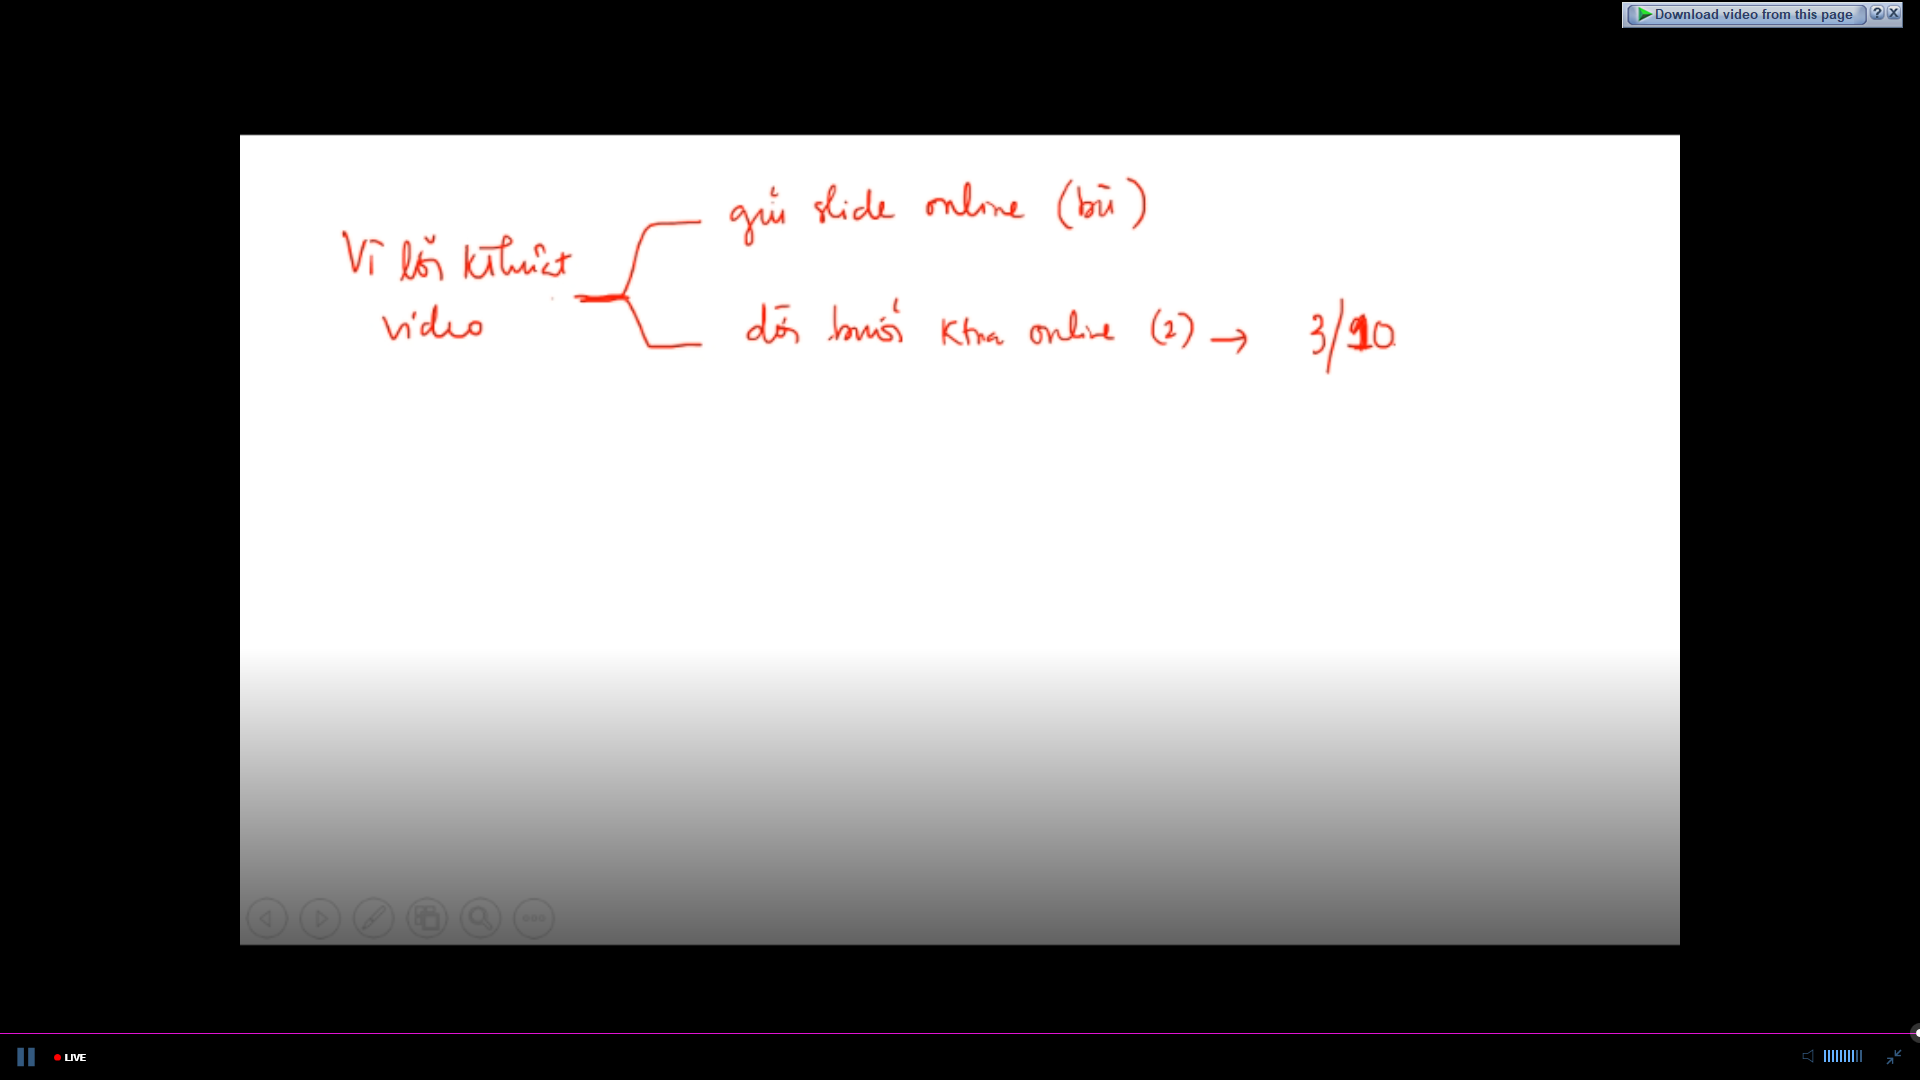 Download video from this page
gửi slide online (bù)
Vì lỗi kĩ thuật
video
dời buổi ktra online (2) → 3/10
LIVE